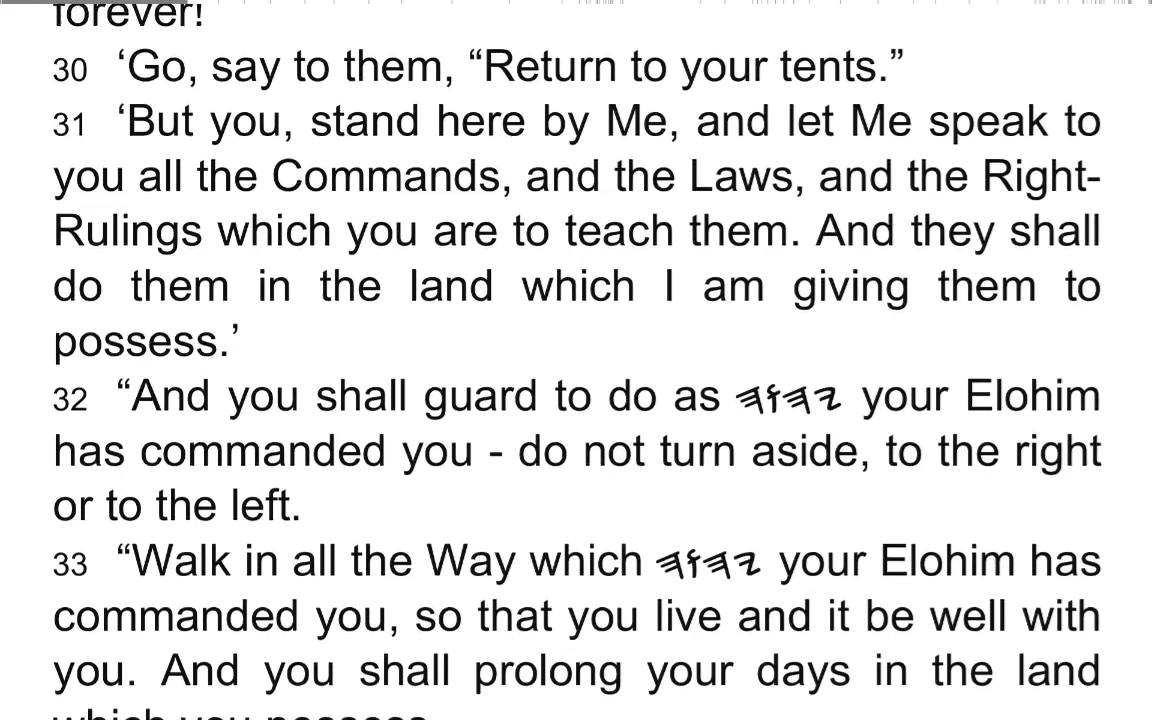 forever!
30 ‘Go, say to them, “Return to your tents.”
31 ‘But you, stand here by Me, and let Me speak to
you all the Commands, and the Laws, and the Right-
Rulings which you are to teach them. And they shall
do them in the land which I am giving them to
possess.’
32 “And you shall guard to do as 𐤉𐤄𐤅𐤄 your Elohim
has commanded you - do not turn aside, to the right
or to the left.
33 “Walk in all the Way which 𐤉𐤄𐤅𐤄 your Elohim has
commanded you, so that you live and it be well with
you. And you shall prolong your days in the land
which you possess.